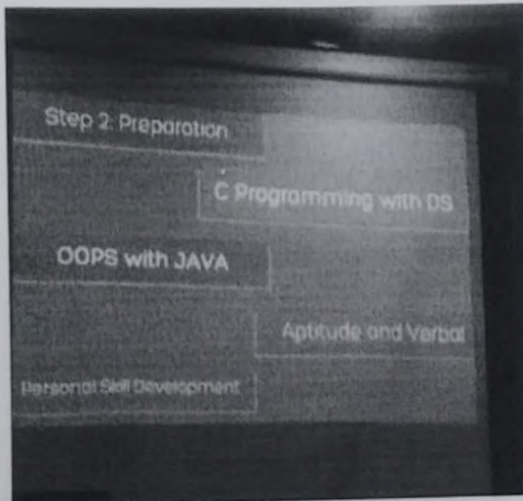 Step 2: Preparation
C Programming with DS
OOPS with JAVA
Aptitude and Verbal
Personal Skill Development